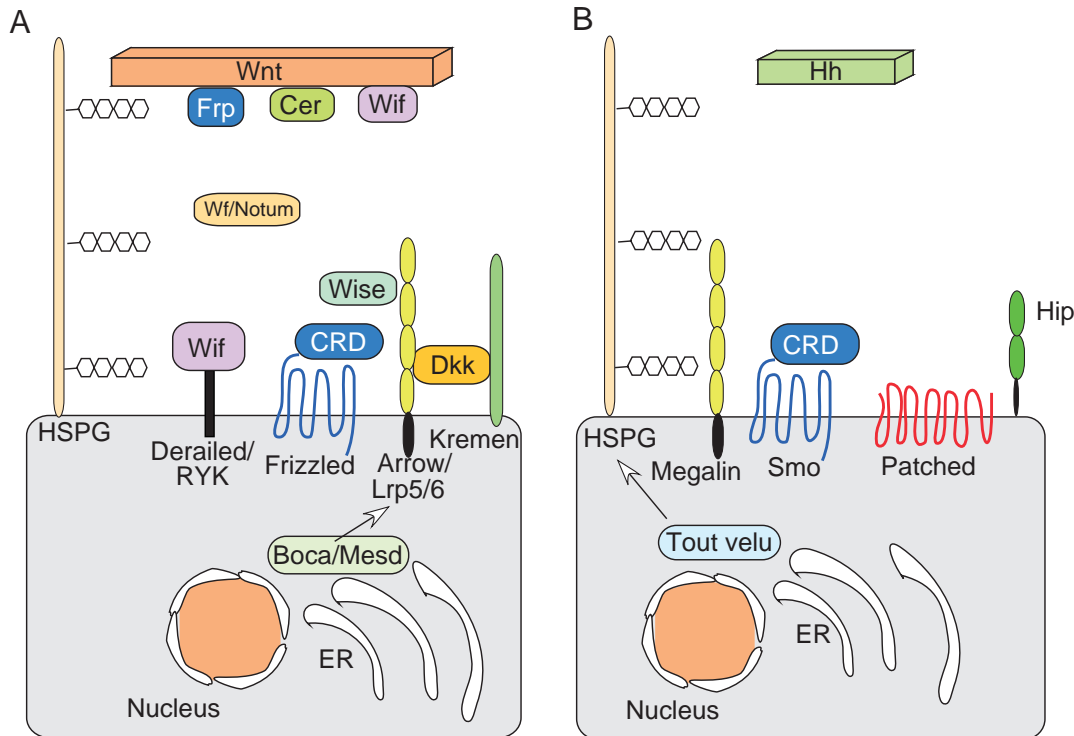 A
Wnt
Frp
Cer
Wif
Wf/Notum
Wise
Wif
CRD
Dkk
HSPG
Derailed/
RYK
Frizzled
Arrow/
Lrp5/6
Kremen
Boca/Mesd
ER
Nucleus
B
Hh
Hip
CRD
HSPG
Megalin
Smo
Patched
Tout velu
ER
Nucleus